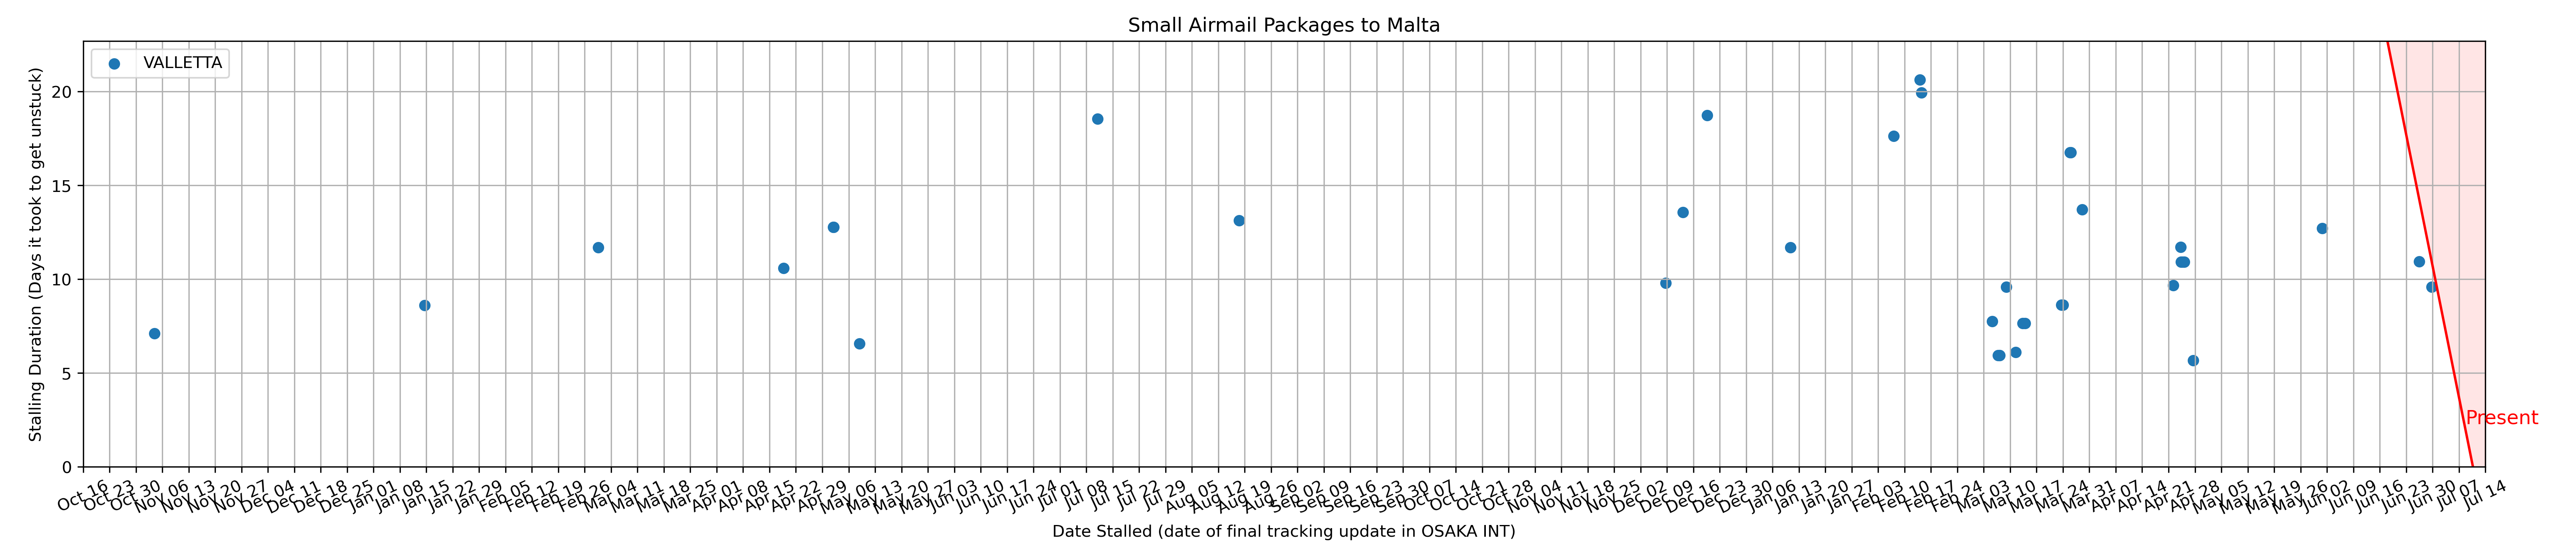 Small Airmail Packages to Malta
VALLETTA
Stalling Duration (Days it took to get unstuck)
20
15
10
5
0
Present
Oct 16 Oct 23 Oct 30 Nov 06 Nov 13 Nov 20 Nov 27 Dec 04 Dec 11 Dec 18 Dec 25 Jan 01 Jan 08 Jan 15 Jan 22 Jan 29 Feb 05 Feb 12 Feb 19 Feb 26 Mar 04 Mar 11 Mar 18 Mar 25 Apr 01 Apr 08 Apr 15 Apr 22 Apr 29 May 06 May 13 May 20 May 27 Jun 03 Jun 10 Jun 17 Jun 24 Jul 01 Jul 08 Jul 15 Jul 22 Jul 29 Aug 05 Aug 12 Aug 19 Aug 26 Sep 02 Sep 09 Sep 16 Sep 23 Sep 30 Oct 07 Oct 14 Oct 21 Oct 28 Nov 04 Nov 11 Nov 18 Nov 25 Dec 02 Dec 09 Dec 16 Dec 23 Dec 30 Jan 06 Jan 13 Jan 20 Jan 27 Feb 03 Feb 10 Feb 17 Feb 24 Mar 03 Mar 10 Mar 17 Mar 24 Mar 31 Apr 07 Apr 14 Apr 21 Apr 28 May 05 May 12 May 19 May 26 Jun 02 Jun 09 Jun 16 Jun 23 Jun 30 Jul 07 Jul 14
Date Stalled (date of final tracking update in OSAKA INT)